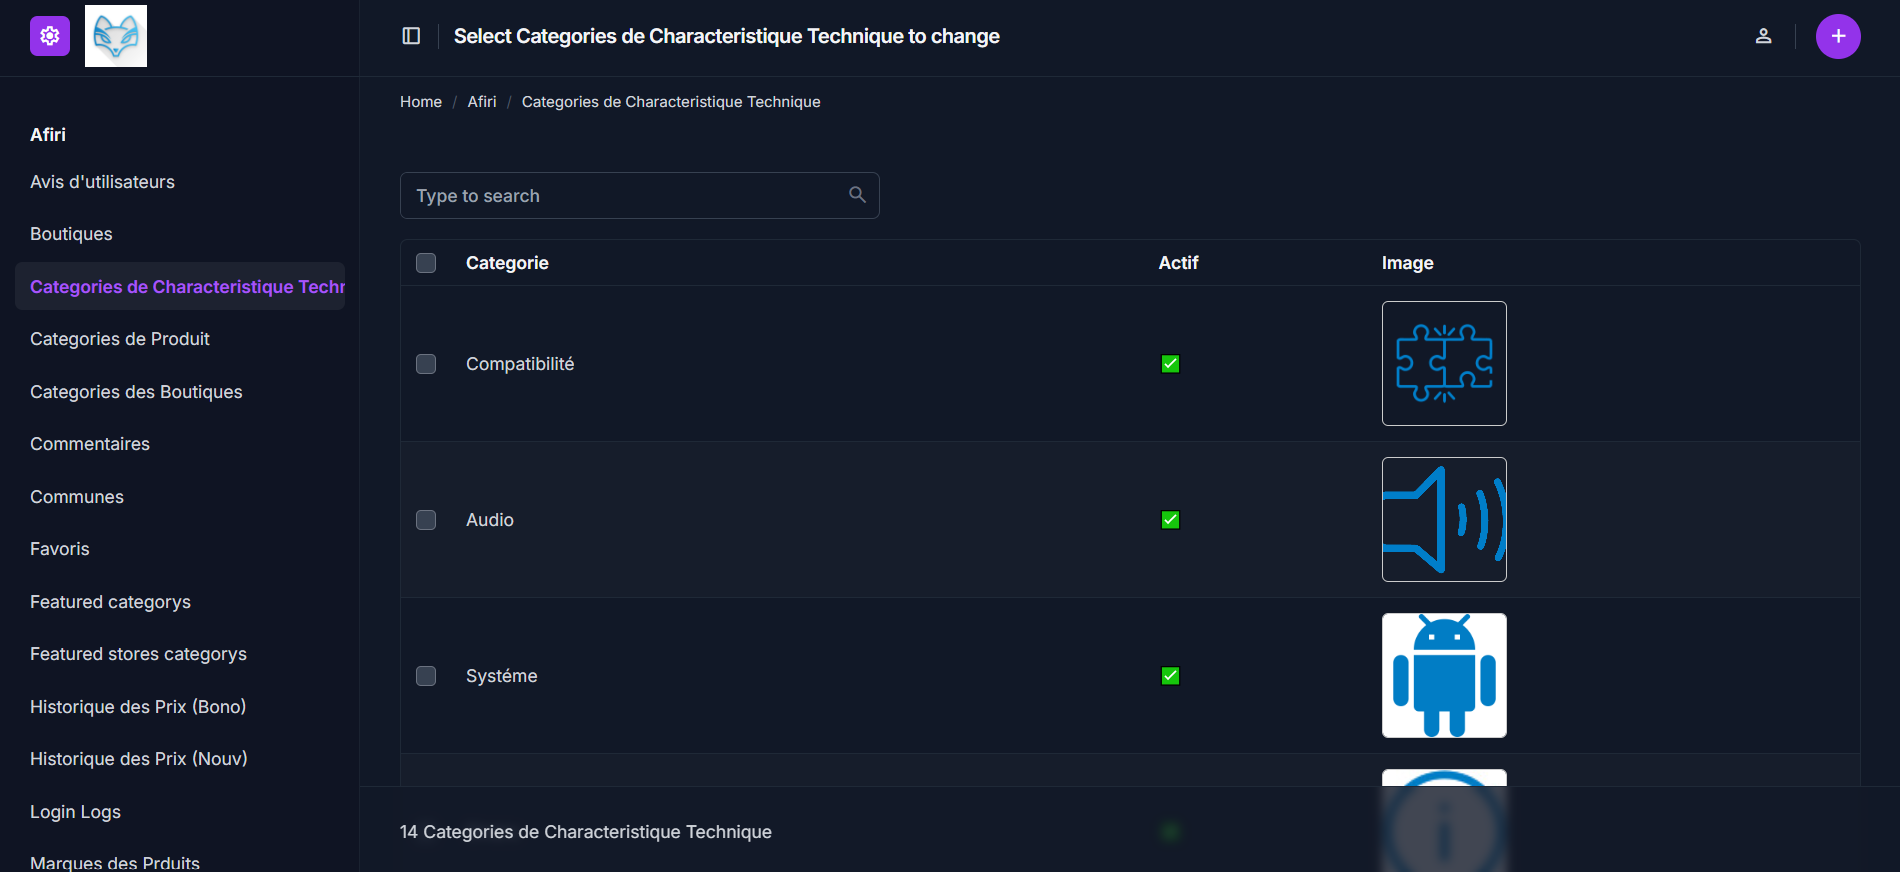 Select Categories de Characteristique Technique to change
Home / Afiri / Categories de Characteristique Technique
Afiri
Avis d'utilisateurs
Boutiques
Categories de Characteristique Techn
Categories de Produit
Categories des Boutiques
Commentaires
Communes
Favoris
Featured categorys
Featured stores categorys
Historique des Prix (Bono)
Historique des Prix (Nouv)
Login Logs
Marques des Prduits
Type to search
Categorie Actif Image
Compatibilité
Audio
Systéme
14 Categories de Characteristique Technique